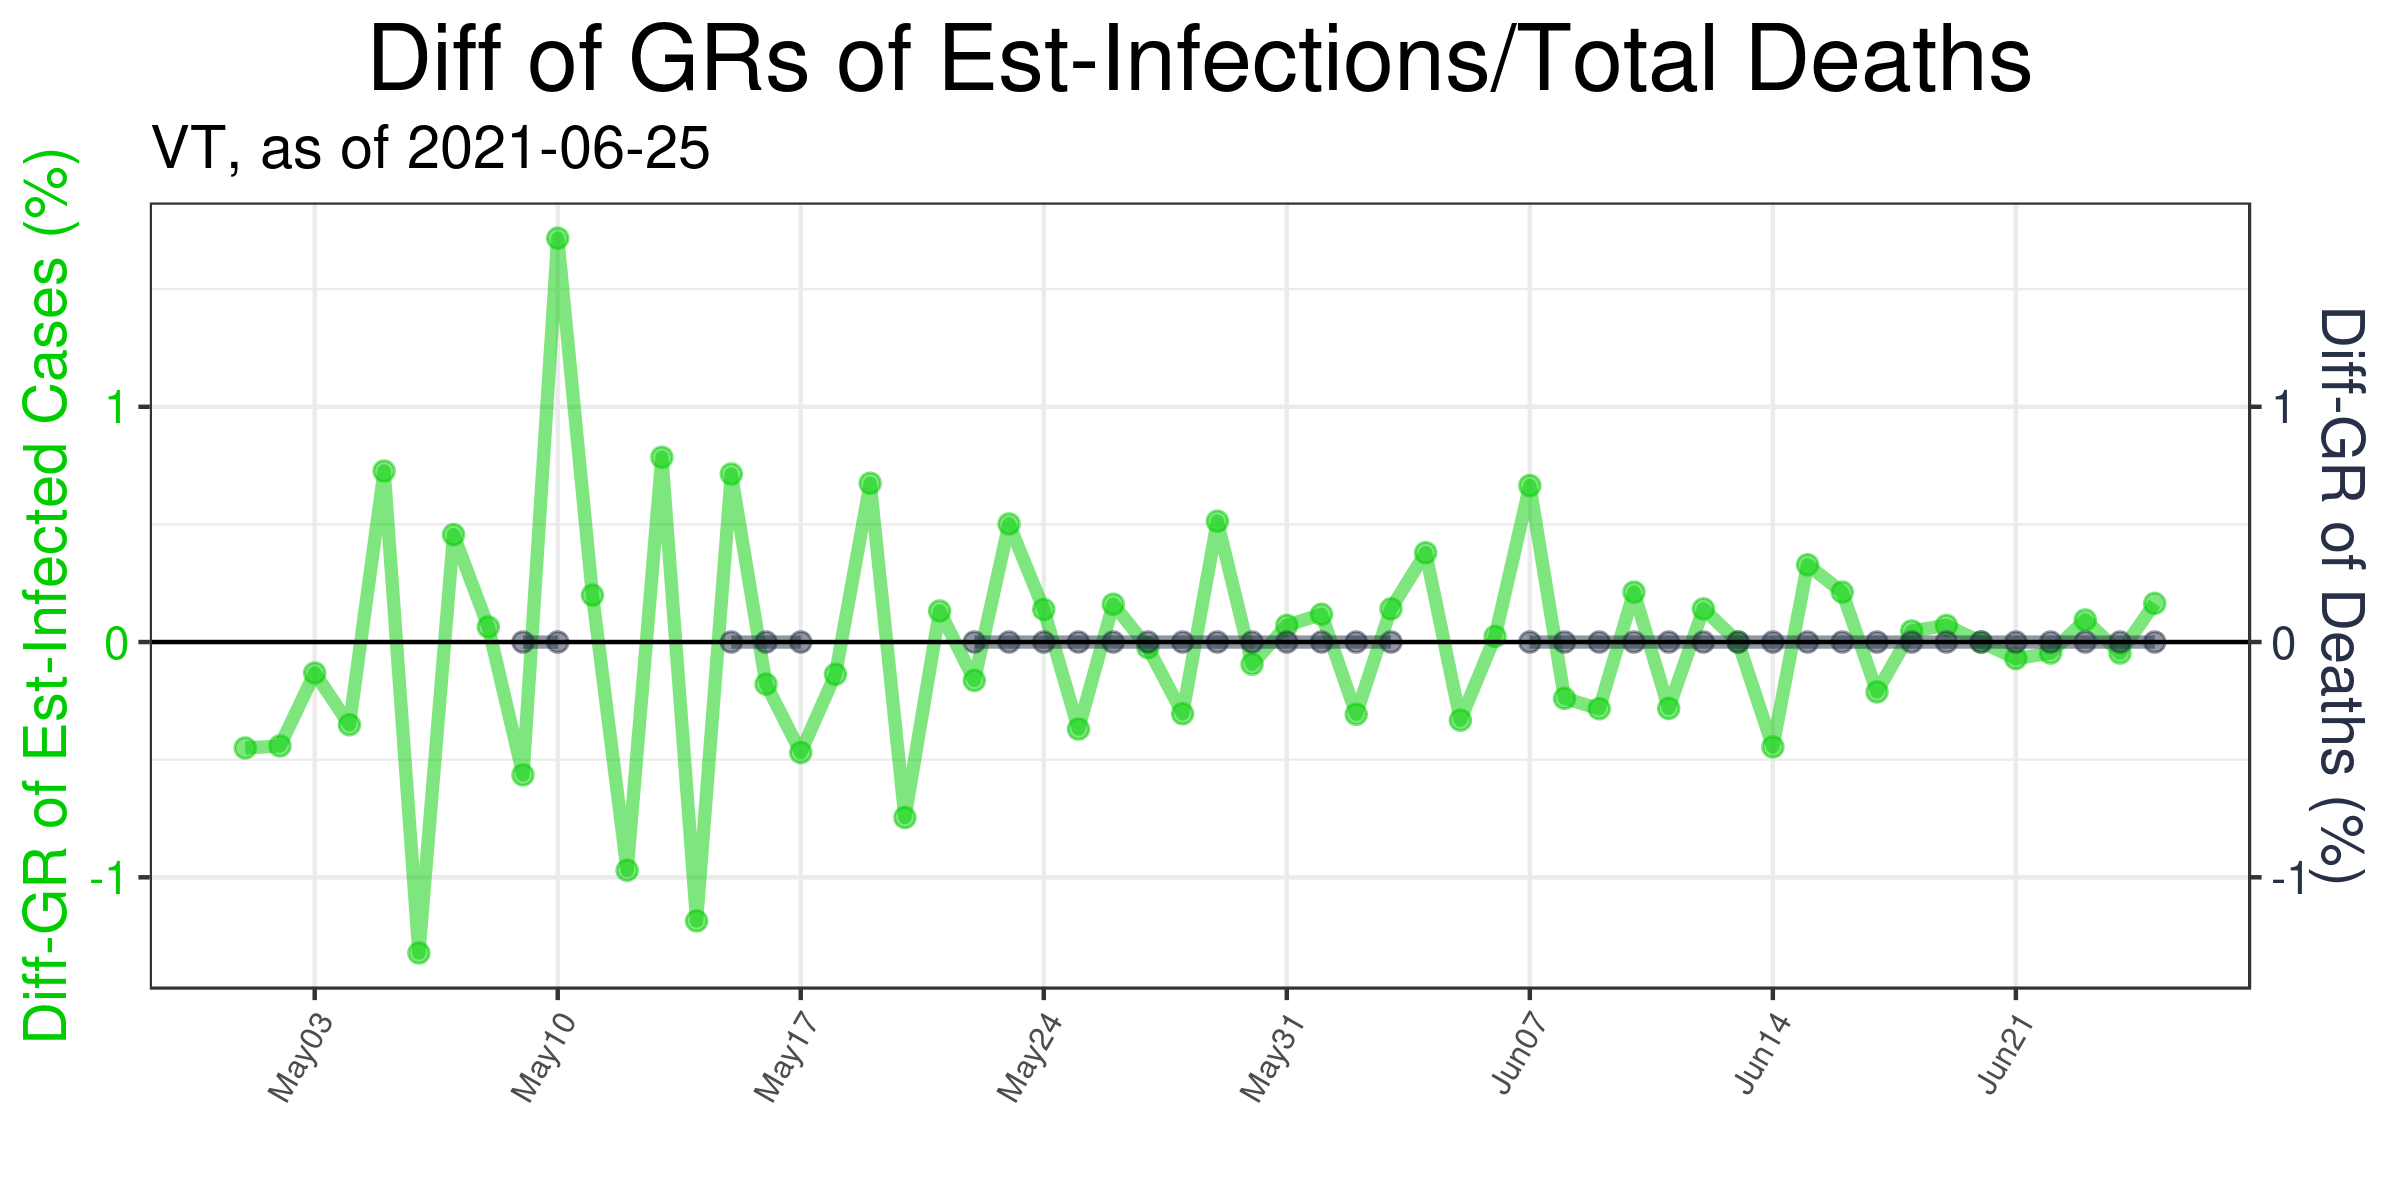 Diff of GRs of Est-Infections/Total Deaths
VT, as of 2021-06-25
Diff-GR of Est-Infected Cases (%)
1
0
-1
1
0
-1
Diff-GR of Deaths (%)
May03
May10
May17
May24
May31
Jun07
Jun14
Jun21